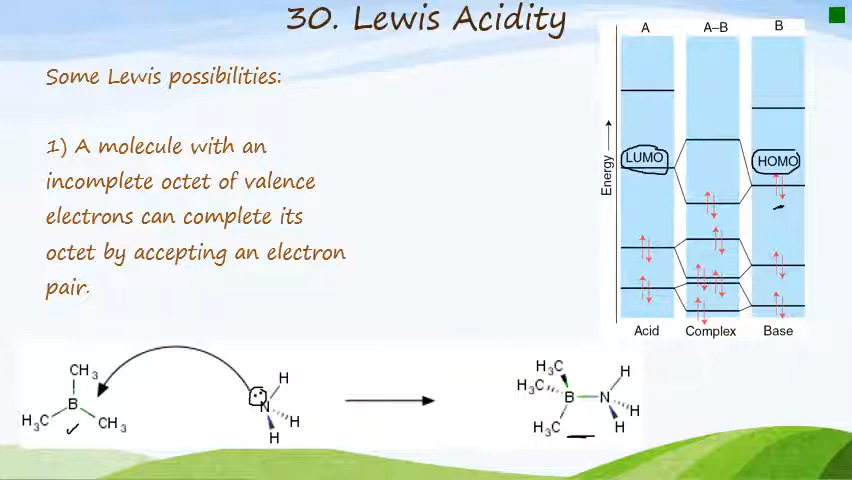 30. Lewis Acidity
Some Lewis possibilities:
1) A molecule with an
incomplete octet of valence
electrons can complete its
octet by accepting an electron
pair.
A
A–B
B
Energy
LUMO
HOMO
Acid
Complex
Base
CH3
B
H3C
CH3
H
N
H
H
H3C
H3C
B
N
H3C
H
H
H